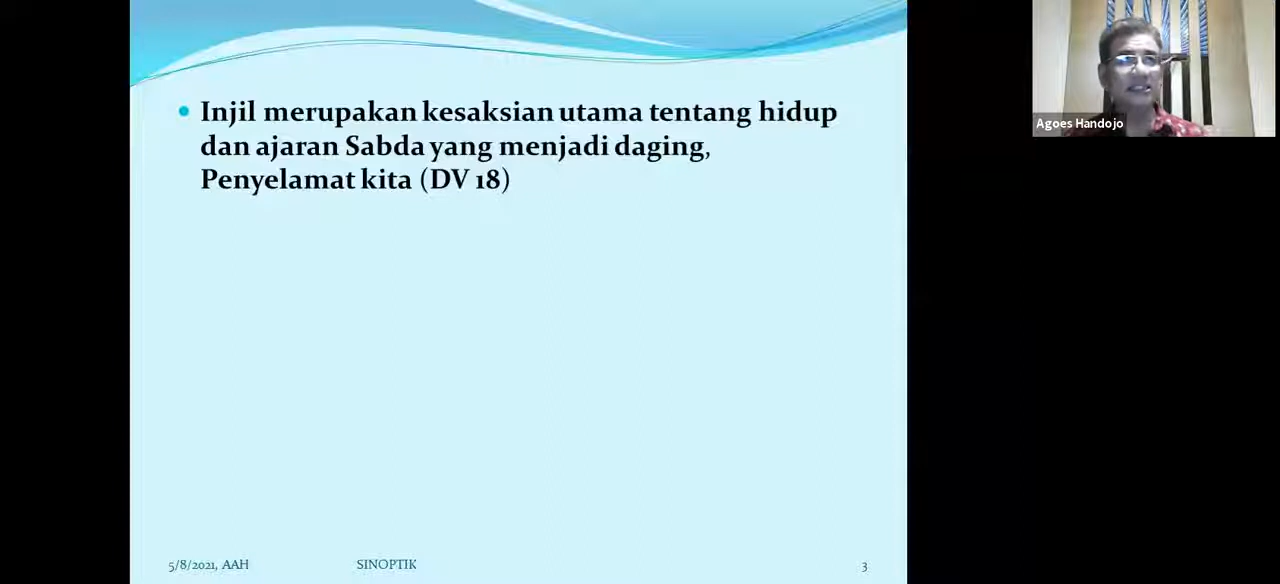 Injil merupakan kesaksian utama tentang hidup
dan ajaran Sabda yang menjadi daging,
Penyelamat kita (DV 18)
Agoes Handojo
5/8/2021, AAH
SINOPTIK
3